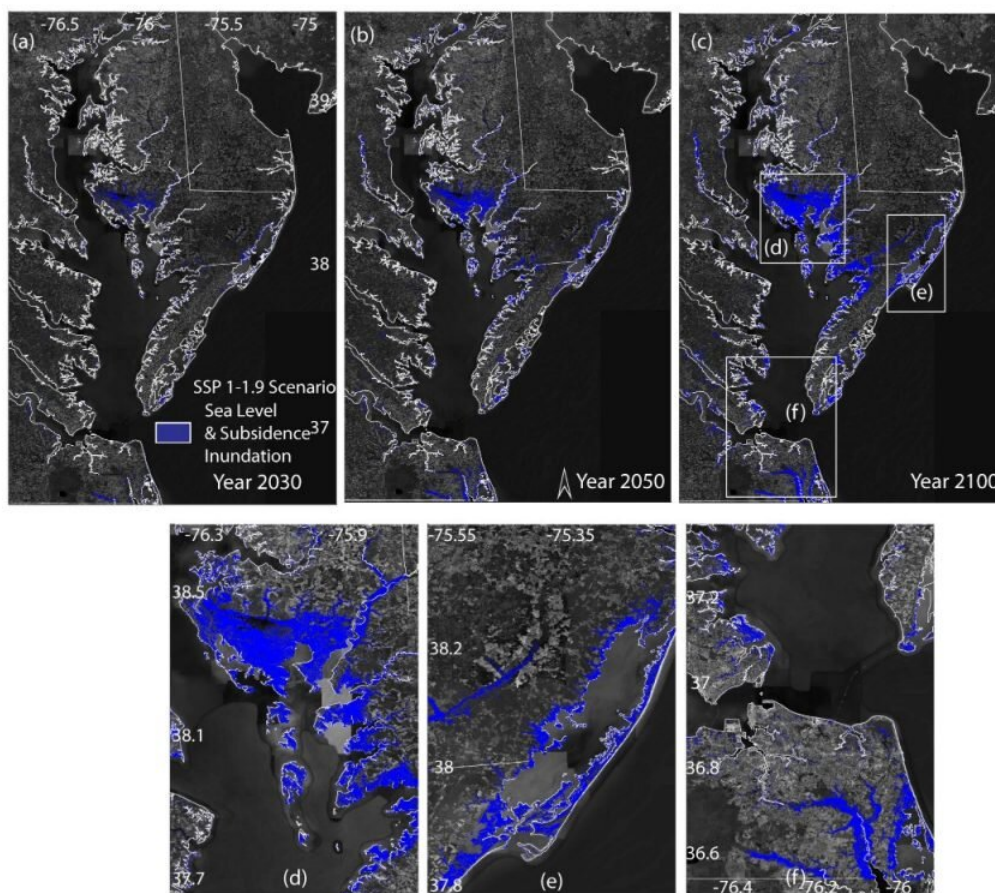 (a) -76.5 -76 -75.5 -75
39
38
SSP 1-1.9 Scenario
Sea Level
& Subsidence 37
Inundation
Year 2030
(b)
Year 2050
(c)
(d)
(e)
(f)
Year 2100
-76.3 -75.9
38.5
38.1
37.7
(d)
-75.55 -75.35
38.2
38
37.8
(e)
37.2
37
36.8
36.6
-76.4 -76.2
(f)